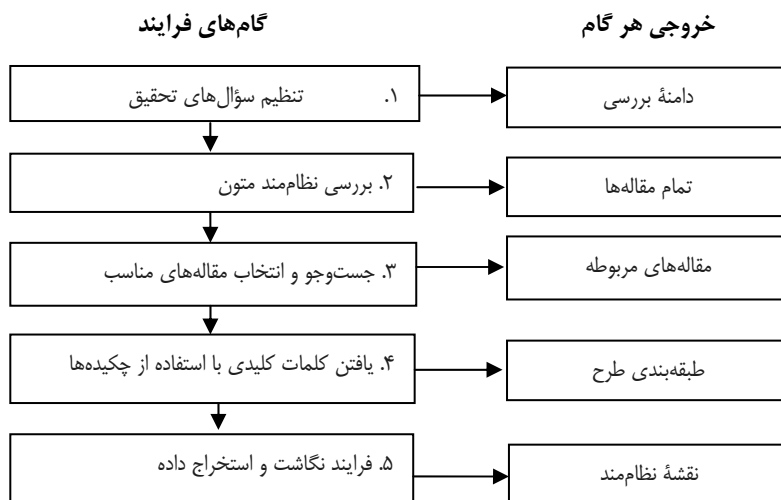 خروجی هر گام
گام‌های فرایند
۱. تنظیم سؤال‌های تحقیق
دامنۀ بررسی
۲. بررسی نظام‌مند متون
تمام مقاله‌ها
۳. جست‌وجو و انتخاب مقاله‌های مناسب
مقاله‌های مربوطه
۴. یافتن کلمات کلیدی با استفاده از چکیده‌ها
طبقه‌بندی طرح
۵. فرایند نگاشت و استخراج داده
نقشۀ نظام‌مند